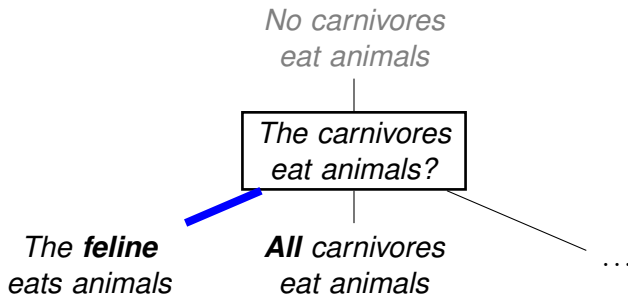 No carnivores
eat animals
The carnivores
eat animals?
The feline
eats animals
All carnivores
eat animals
...